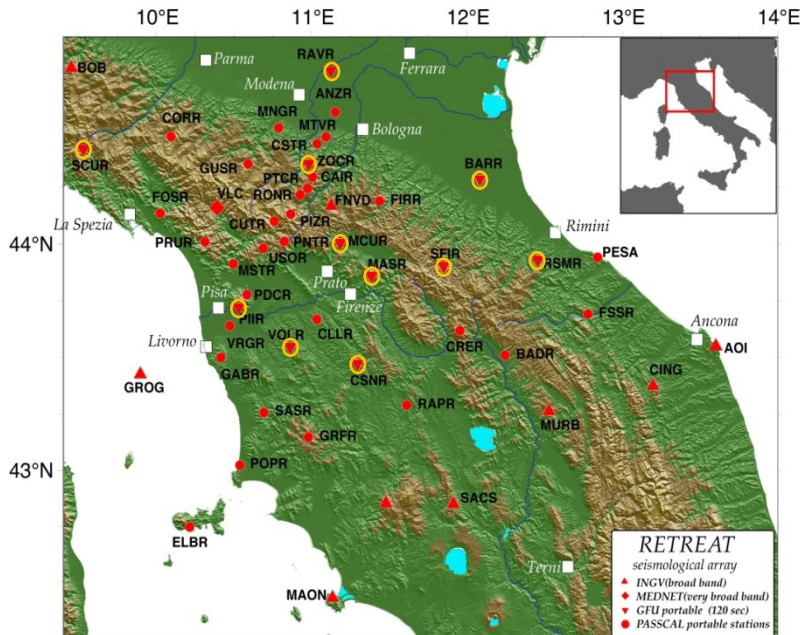 10°E
11°E
12°E
13°E
14°E
RAVR
Parma
Ferrara
BOB
ANZR
Modena
CORR
MNGR
MTVR
Bologna
CSTR
SCUR
GUSR
ZOCR
BARR
PTCR
CAIR
FOSR
VLC
RONR
FNVD
FIRR
La Spezia
CUTR
PIZR
Rimini
44°N
PRUR
PNTR
MCUR
SFIR
PESA
USOR
MASR
RSMR
MSTR
Prato
Pisa
PDCR
Firenze
PIIR
FSSR
Ancona
Livorno
VRGR
VOLR
CLLR
CRER
AOI
GABR
CSNR
BADR
GROG
CING
SASR
RAPR
MURB
GRFR
43°N
POPR
SACS
ELBR
RETREAT
seismological array
Terni
INGV(broad band)
MAON
MEDNET(very broad band)
GFU portable (120 sec)
PASSCAL portable stations